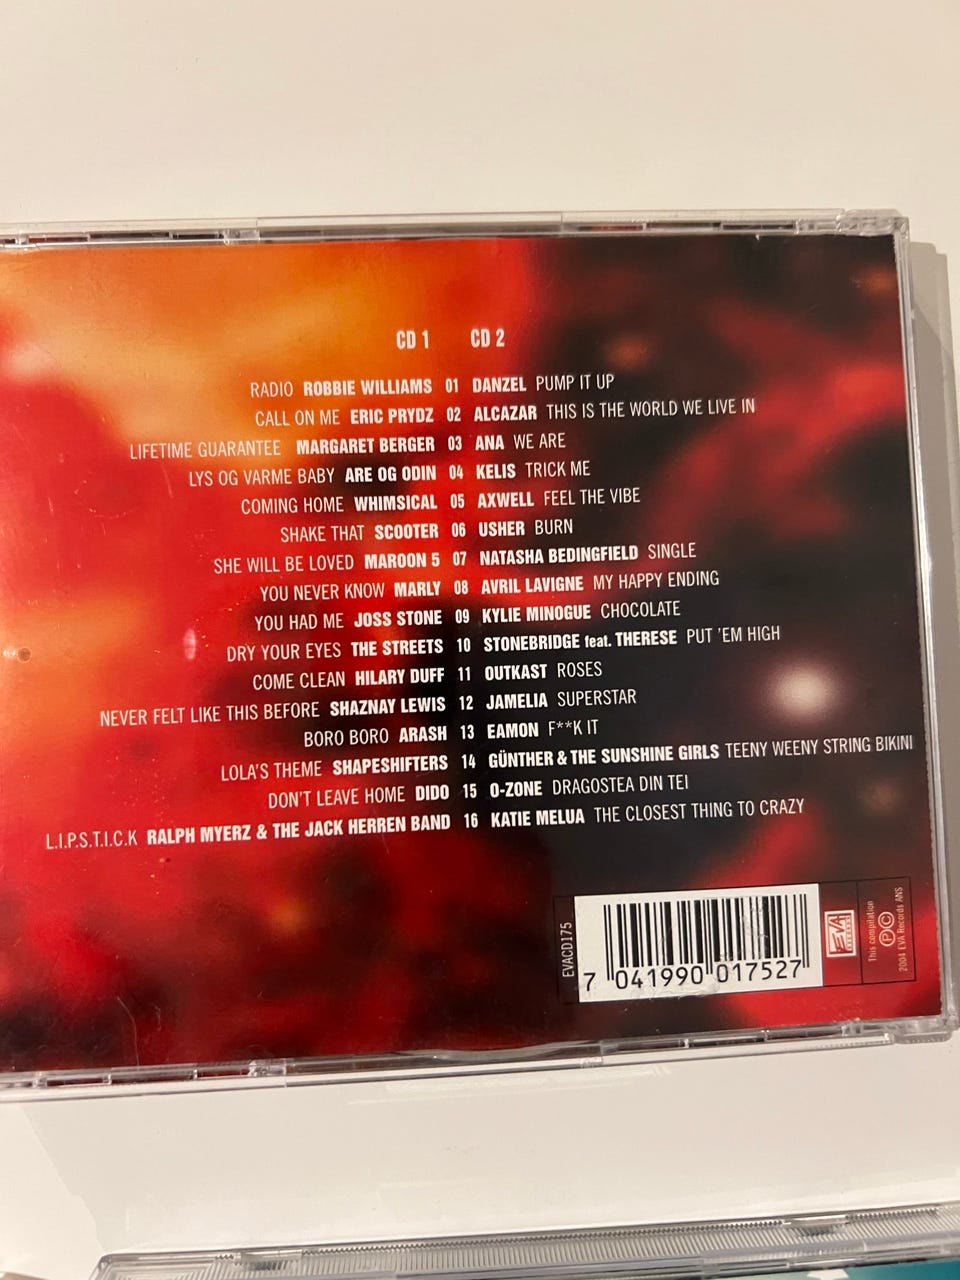 CD 1 CD 2
RADIO ROBBIE WILLIAMS 01 DANZEL PUMP IT UP
CALL ON ME ERIC PRYDZ 02 ALCAZAR THIS IS THE WORLD WE LIVE IN
LIFETIME GUARANTEE MARGARET BERGER 03 ANA WE ARE
LYS OG VARME BABY ARE OG ODIN 04 KELIS TRICK ME
COMING HOME WHIMSICAL 05 AXWELL FEEL THE VIBE
SHAKE THAT SCOOTER 06 USHER BURN
SHE WILL BE LOVED MAROON 5 07 NATASHA BEDINGFIELD SINGLE
YOU NEVER KNOW MARLY 08 AVRIL LAVIGNE MY HAPPY ENDING
YOU HAD ME JOSS STONE 09 KYLIE MINOGUE CHOCOLATE
DRY YOUR EYES THE STREETS 10 STONEBRIDGE feat. THERESE PUT 'EM HIGH
COME CLEAN HILARY DUFF 11 OUTKAST ROSES
NEVER FELT LIKE THIS BEFORE SHAZNAY LEWIS 12 JAMELIA SUPERSTAR
BORO BORO ARASH 13 EAMON F**K IT
LOLA'S THEME SHAPESHIFTERS 14 GÜNTHER & THE SUNSHINE GIRLS TEENY WEENY STRING BIKINI
DON'T LEAVE HOME DIDO 15 O-ZONE DRAGOSTEA DIN TEI
L.I.P.S.T.I.C.K RALPH MYERZ & THE JACK HERREN BAND 16 KATIE MELUA THE CLOSEST THING TO CRAZY
EVACD175
7 041990 017527
EVA
RECORDS
This compilation
℗©
2004 EVA Records ANS